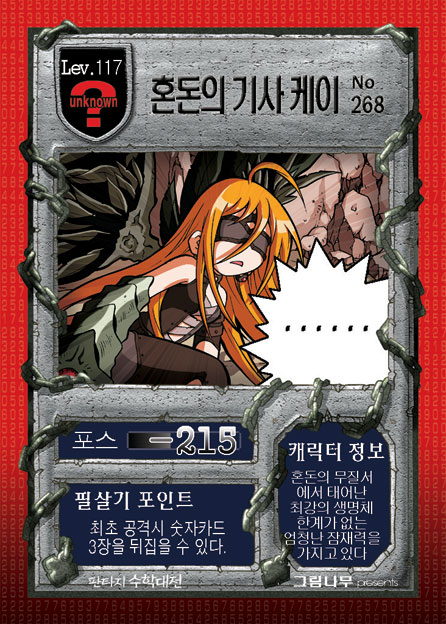 Lev.117
unknown
?
혼돈의 기사 케이
No
268
......
포스 -215
필살기 포인트
최초 공격시 숫자카드
3장을 뒤집을 수 있다.
캐릭터 정보
혼돈의 무질서
에서 태어난
최강의 생명체
한계가 없는
엄청난 잠재력을
가지고 있다
판타지 수학대전
그림나무 presents